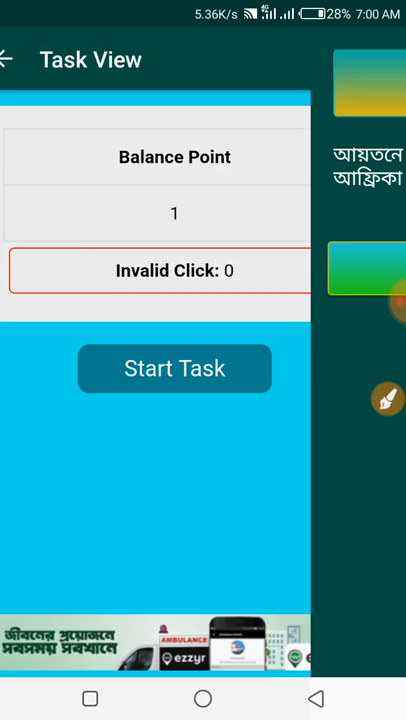 5.36K/s 4G 28% 7:00 AM
Task View
Balance Point
1
Invalid Click: 0
আয়তনে
আফ্রিকা
Start Task
জীবনের প্রয়োজনে
সবসময় সবখানে
AMBULANCE
ezzyr